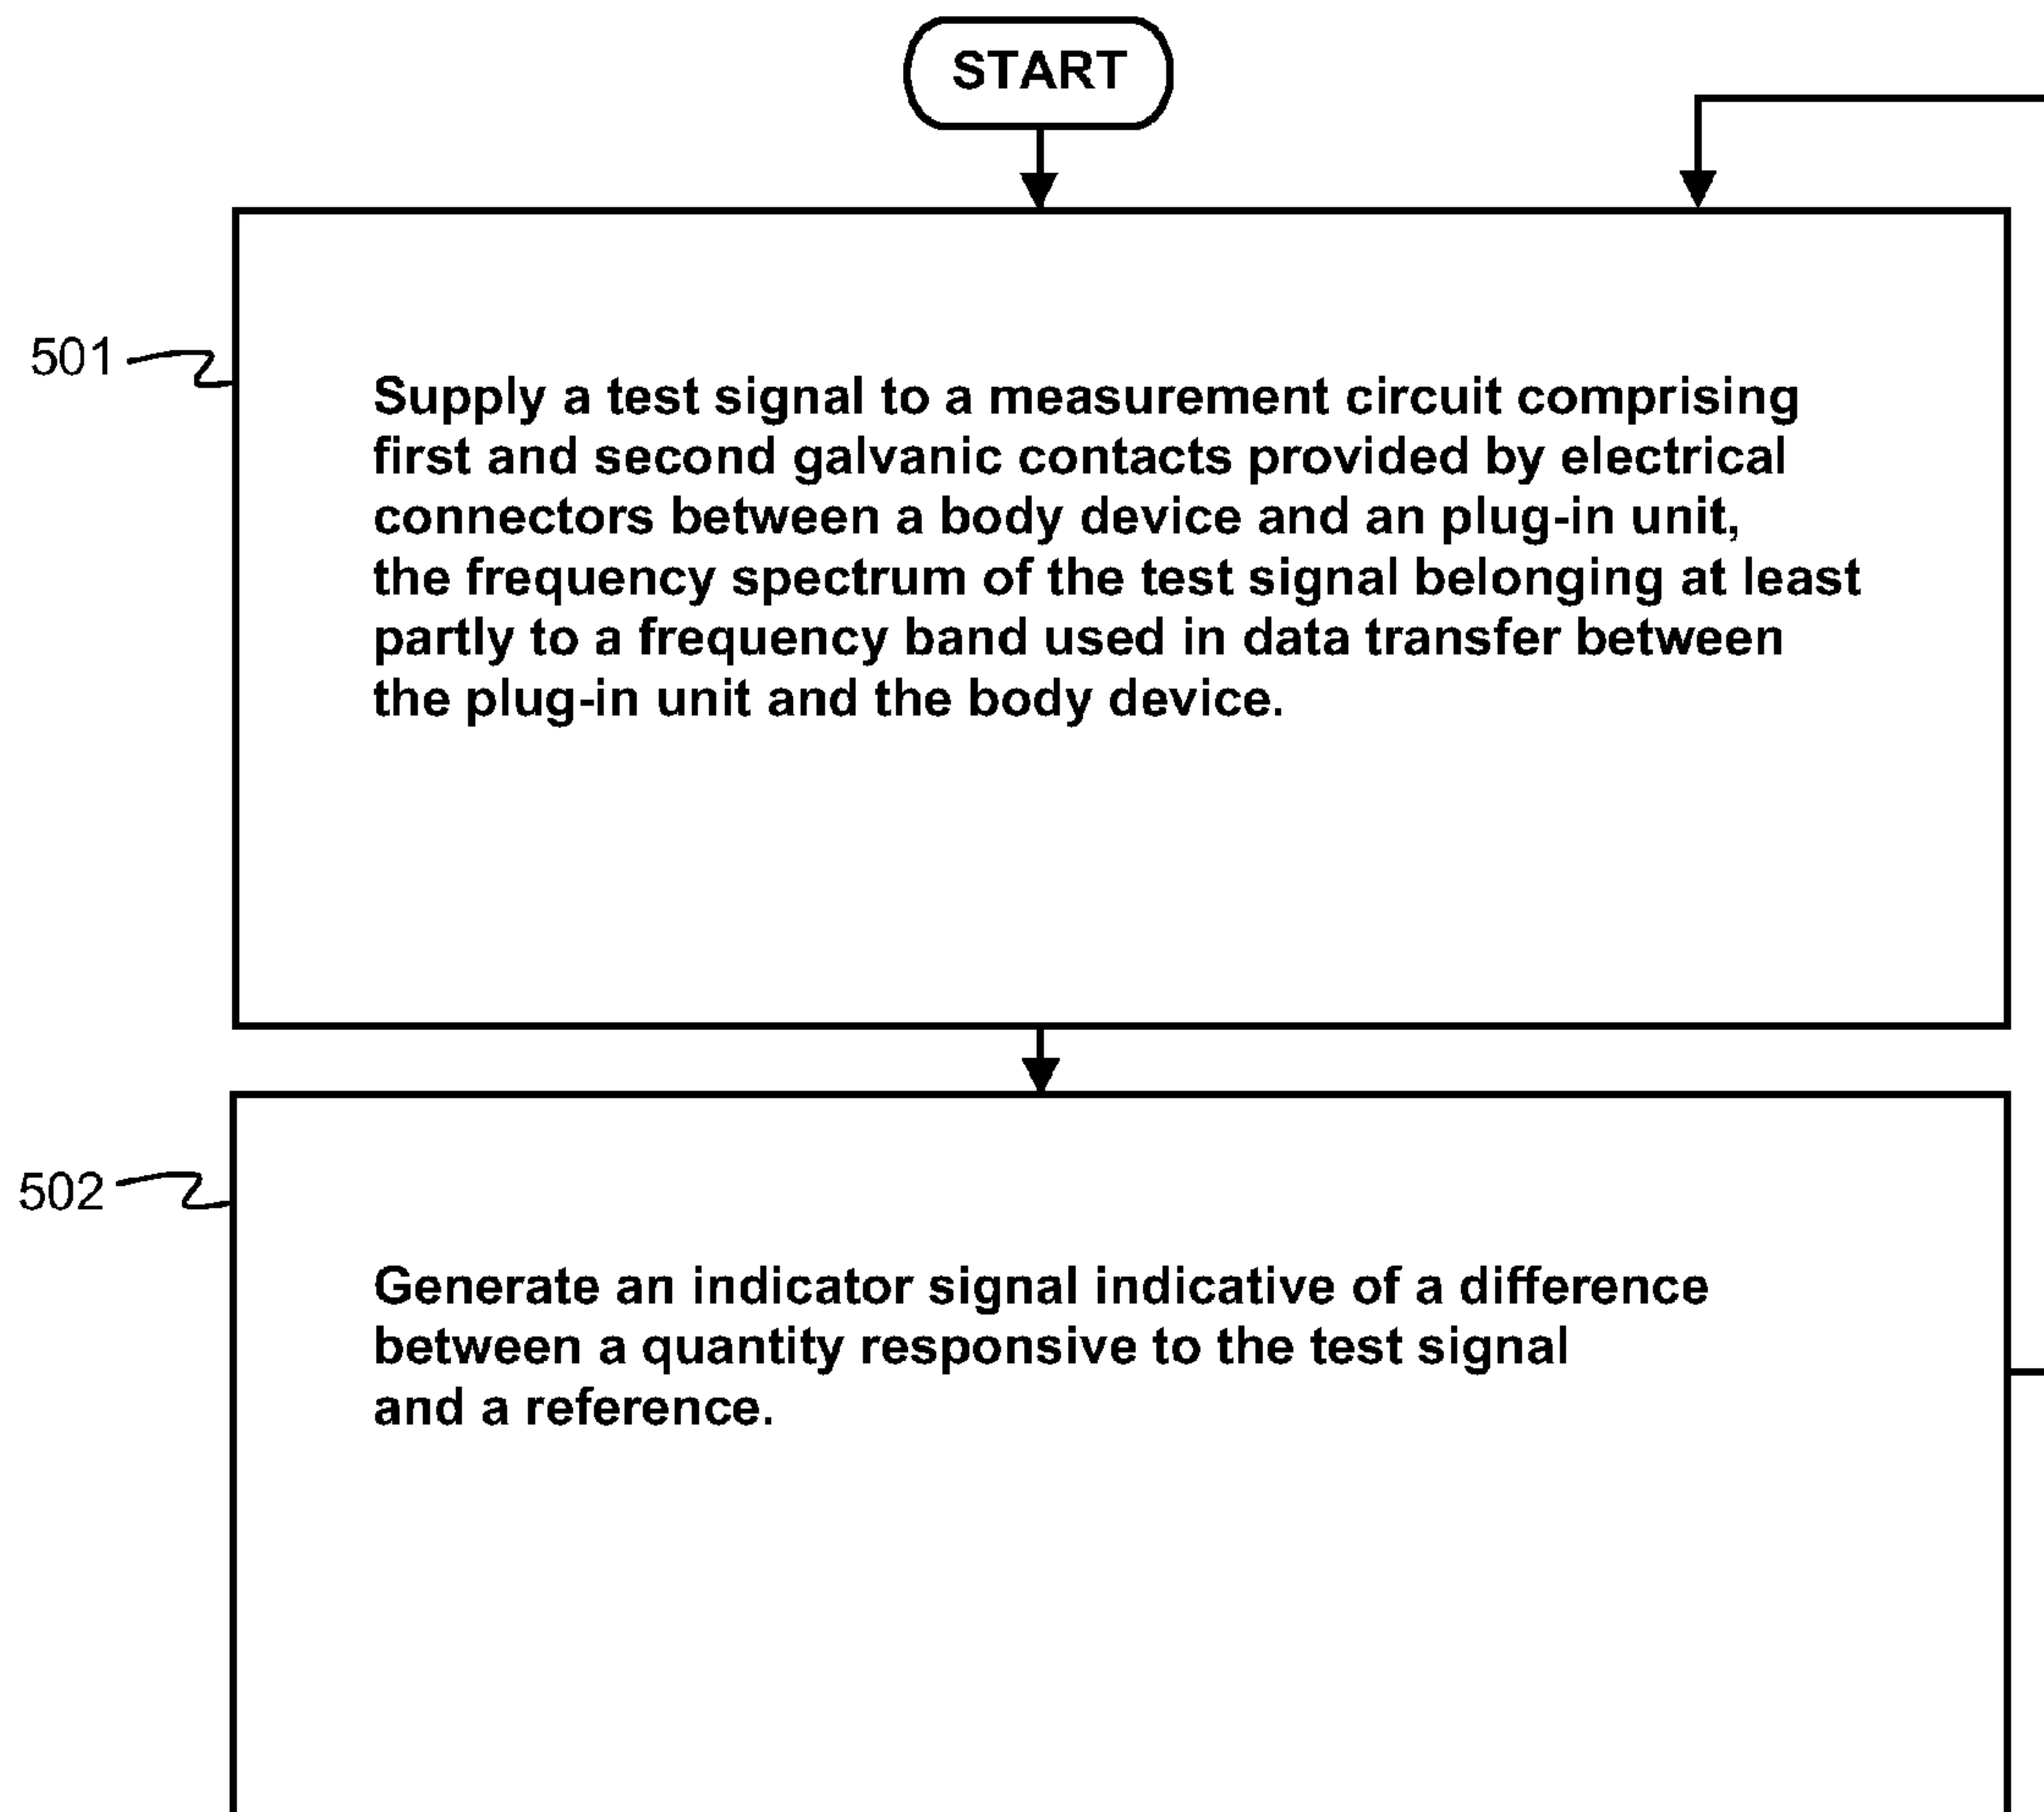 START
501
Supply a test signal to a measurement circuit comprising
first and second galvanic contacts provided by electrical
connectors between a body device and an plug-in unit,
the frequency spectrum of the test signal belonging at least
partly to a frequency band used in data transfer between
the plug-in unit and the body device.
502
Generate an indicator signal indicative of a difference
between a quantity responsive to the test signal
and a reference.